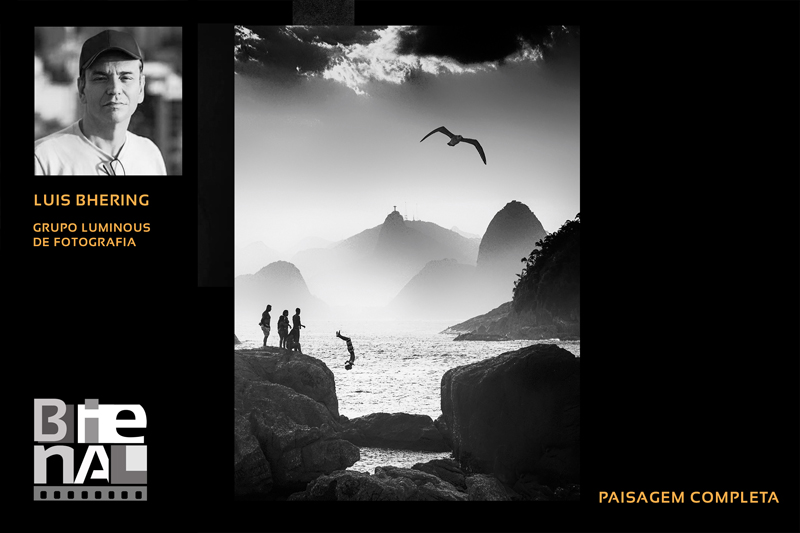 LUIS BHERING
GRUPO LUMINOUS
DE FOTOGRAFIA
BIenAL
PAISAGEM COMPLETA